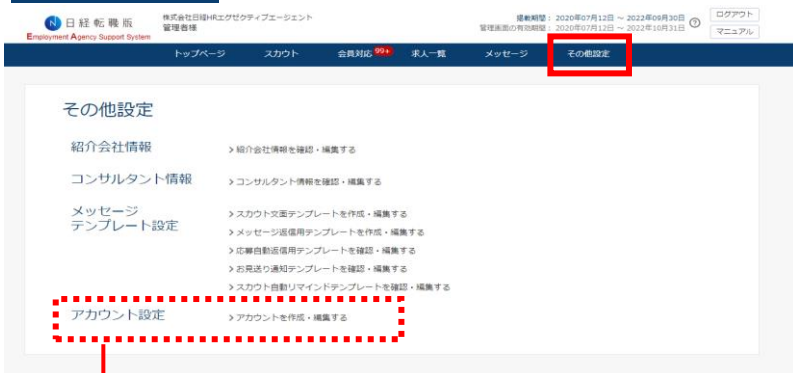 日経転職版
Employment Agency Support System
株式会社日経HRエグゼクティブエージェント
管理者様
掲載期間： 2020年07月12日 ～ 2022年09月30日
管理画面の有効期間： 2020年07月12日 ～ 2022年10月31日
?
ログアウト
マニュアル
トップページ スカウト 会員対応 99+ 求人一覧 メッセージ その他設定
その他設定
紹介会社情報 > 紹介会社情報を確認・編集する
コンサルタント情報 > コンサルタント情報を確認・編集する
メッセージ
テンプレート設定
> スカウト文面テンプレートを作成・編集する
> メッセージ返信用テンプレートを作成・編集する
> 応募自動返信用テンプレートを確認・編集する
> お見送り通知テンプレートを確認・編集する
> スカウト自動リマインドテンプレートを確認・編集する
アカウント設定 > アカウントを作成・編集する